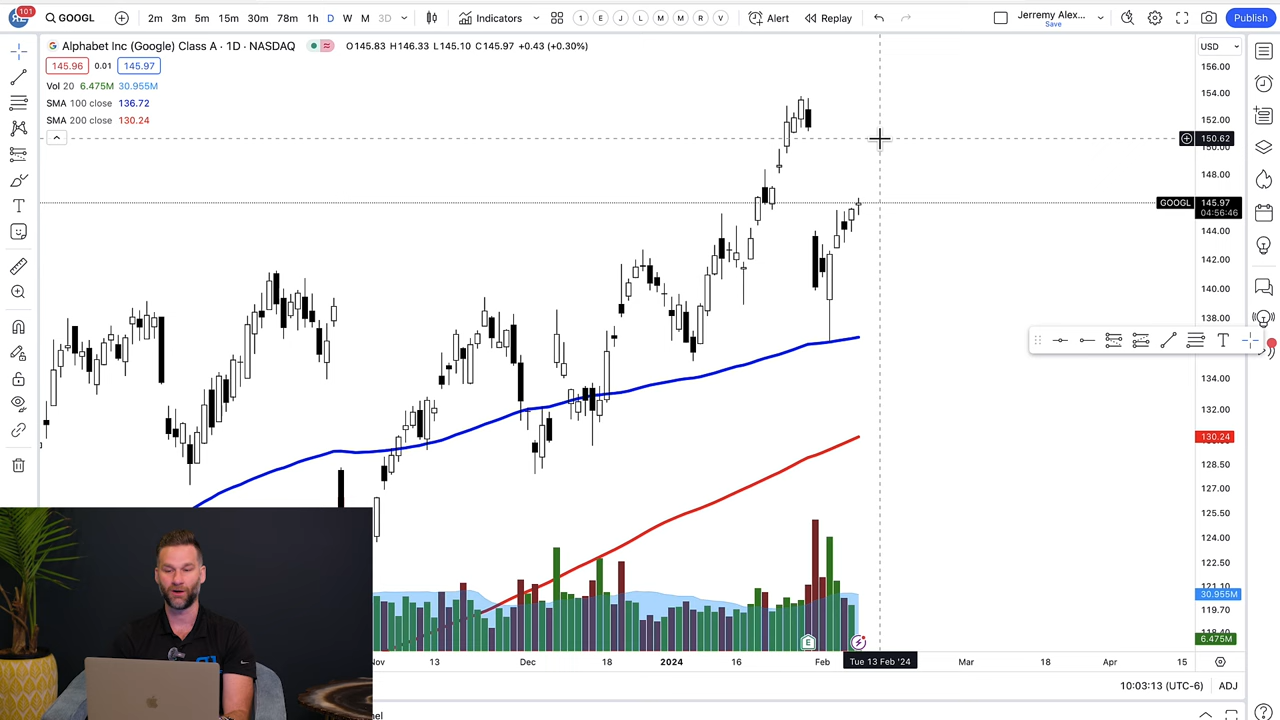 101
GOOGL
2m 3m 5m 15m 30m 78m 1h D W M 3D
Indicators
1 E J L M M R V
Alert
Replay
Jerremy Alex...
Save
Publish
Alphabet Inc (Google) Class A · 1D · NASDAQ
O145.83 H146.33 L145.10 C145.97 +0.43 (+0.30%)
USD
145.96 0.01 145.97
Vol 20 6.475M 30.955M
SMA 100 close 136.72
SMA 200 close 130.24
156.00
154.00
152.00
150.62
150.00
148.00
GOOGL 145.97
04:56:46
144.00
142.00
140.00
138.00
134.00
132.00
130.24
128.50
127.00
125.50
124.00
122.50
121.10
30.955M
119.70
6.475M
Nov 13 Dec 18 2024 16 Feb Tue 13 Feb '24 Mar 18 Apr 15
10:03:13 (UTC-6) ADJ